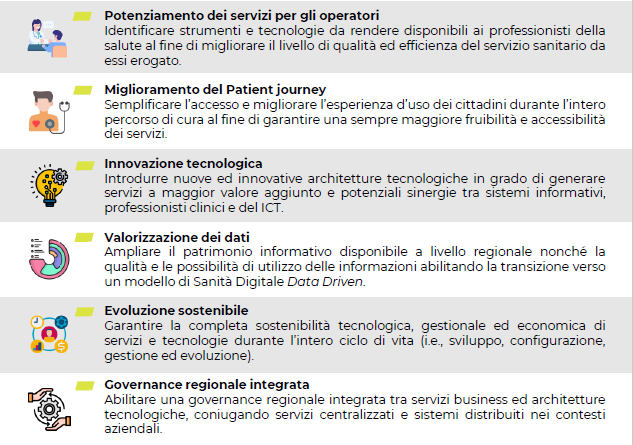 Potenziamento dei servizi per gli operatori
Identificare strumenti e tecnologie da rendere disponibili ai professionisti della
salute al fine di migliorare il livello di qualità ed efficienza del servizio sanitario da
essi erogato.
Miglioramento del Patient journey
Semplificare l'accesso e migliorare l'esperienza d'uso dei cittadini durante l'intero
percorso di cura al fine di garantire una sempre maggiore fruibilità e accessibilità
dei servizi.
Innovazione tecnologica
Introdurre nuove ed innovative architetture tecnologiche in grado di generare
servizi a maggior valore aggiunto e potenziali sinergie tra sistemi informativi,
professionisti clinici e del ICT.
Valorizzazione dei dati
Ampliare il patrimonio informativo disponibile a livello regionale nonché la
qualità e le possibilità di utilizzo delle informazioni abilitando la transizione verso
un modello di Sanità Digitale Data Driven.
Evoluzione sostenibile
Garantire la completa sostenibilità tecnologica, gestionale ed economica di
servizi e tecnologie durante l'intero ciclo di vita (i.e., sviluppo, configurazione,
gestione ed evoluzione).
Governance regionale integrata
Abilitare una governance regionale integrata tra servizi business ed architetture
tecnologiche, coniugando servizi centralizzati e sistemi distribuiti nei contesti
aziendali.